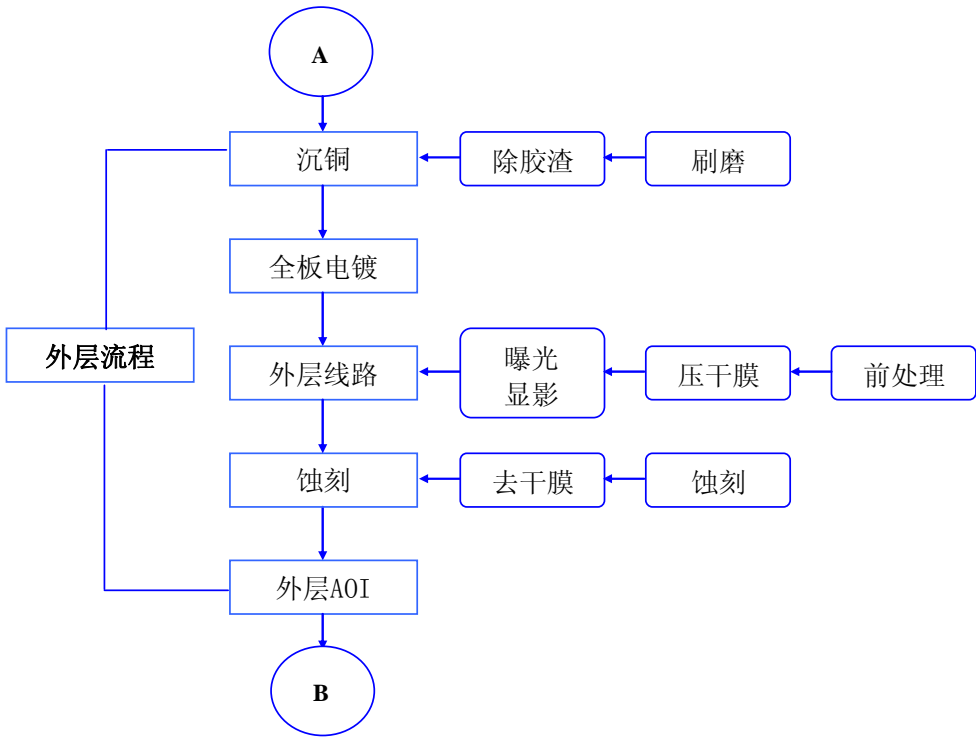 A
沉铜
除胶渣
刷磨
全板电镀
外层流程
外层线路
曝光
显影
压干膜
前处理
蚀刻
去干膜
蚀刻
外层AOI
B